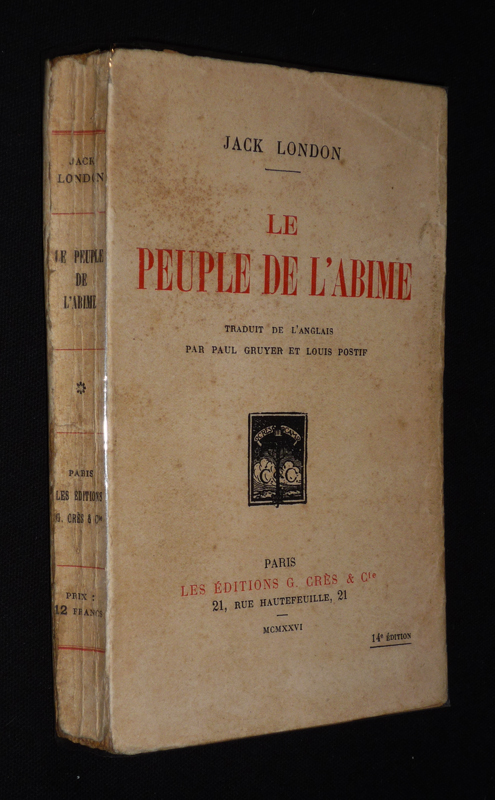 JACK
LONDON
LE PEUPLE
DE
L'ABIME
PARIS
LES ÉDITIONS
G. CRÈS & Cie
PRIX :
12 FRANCS
JACK LONDON
LE
PEUPLE DE L'ABIME
TRADUIT DE L'ANGLAIS
PAR PAUL GRUYER ET LOUIS POSTIF
PARIS
LES ÉDITIONS G. CRÈS & Cie
21, RUE HAUTEFEUILLE, 21
MCMXXVI
14e ÉDITION